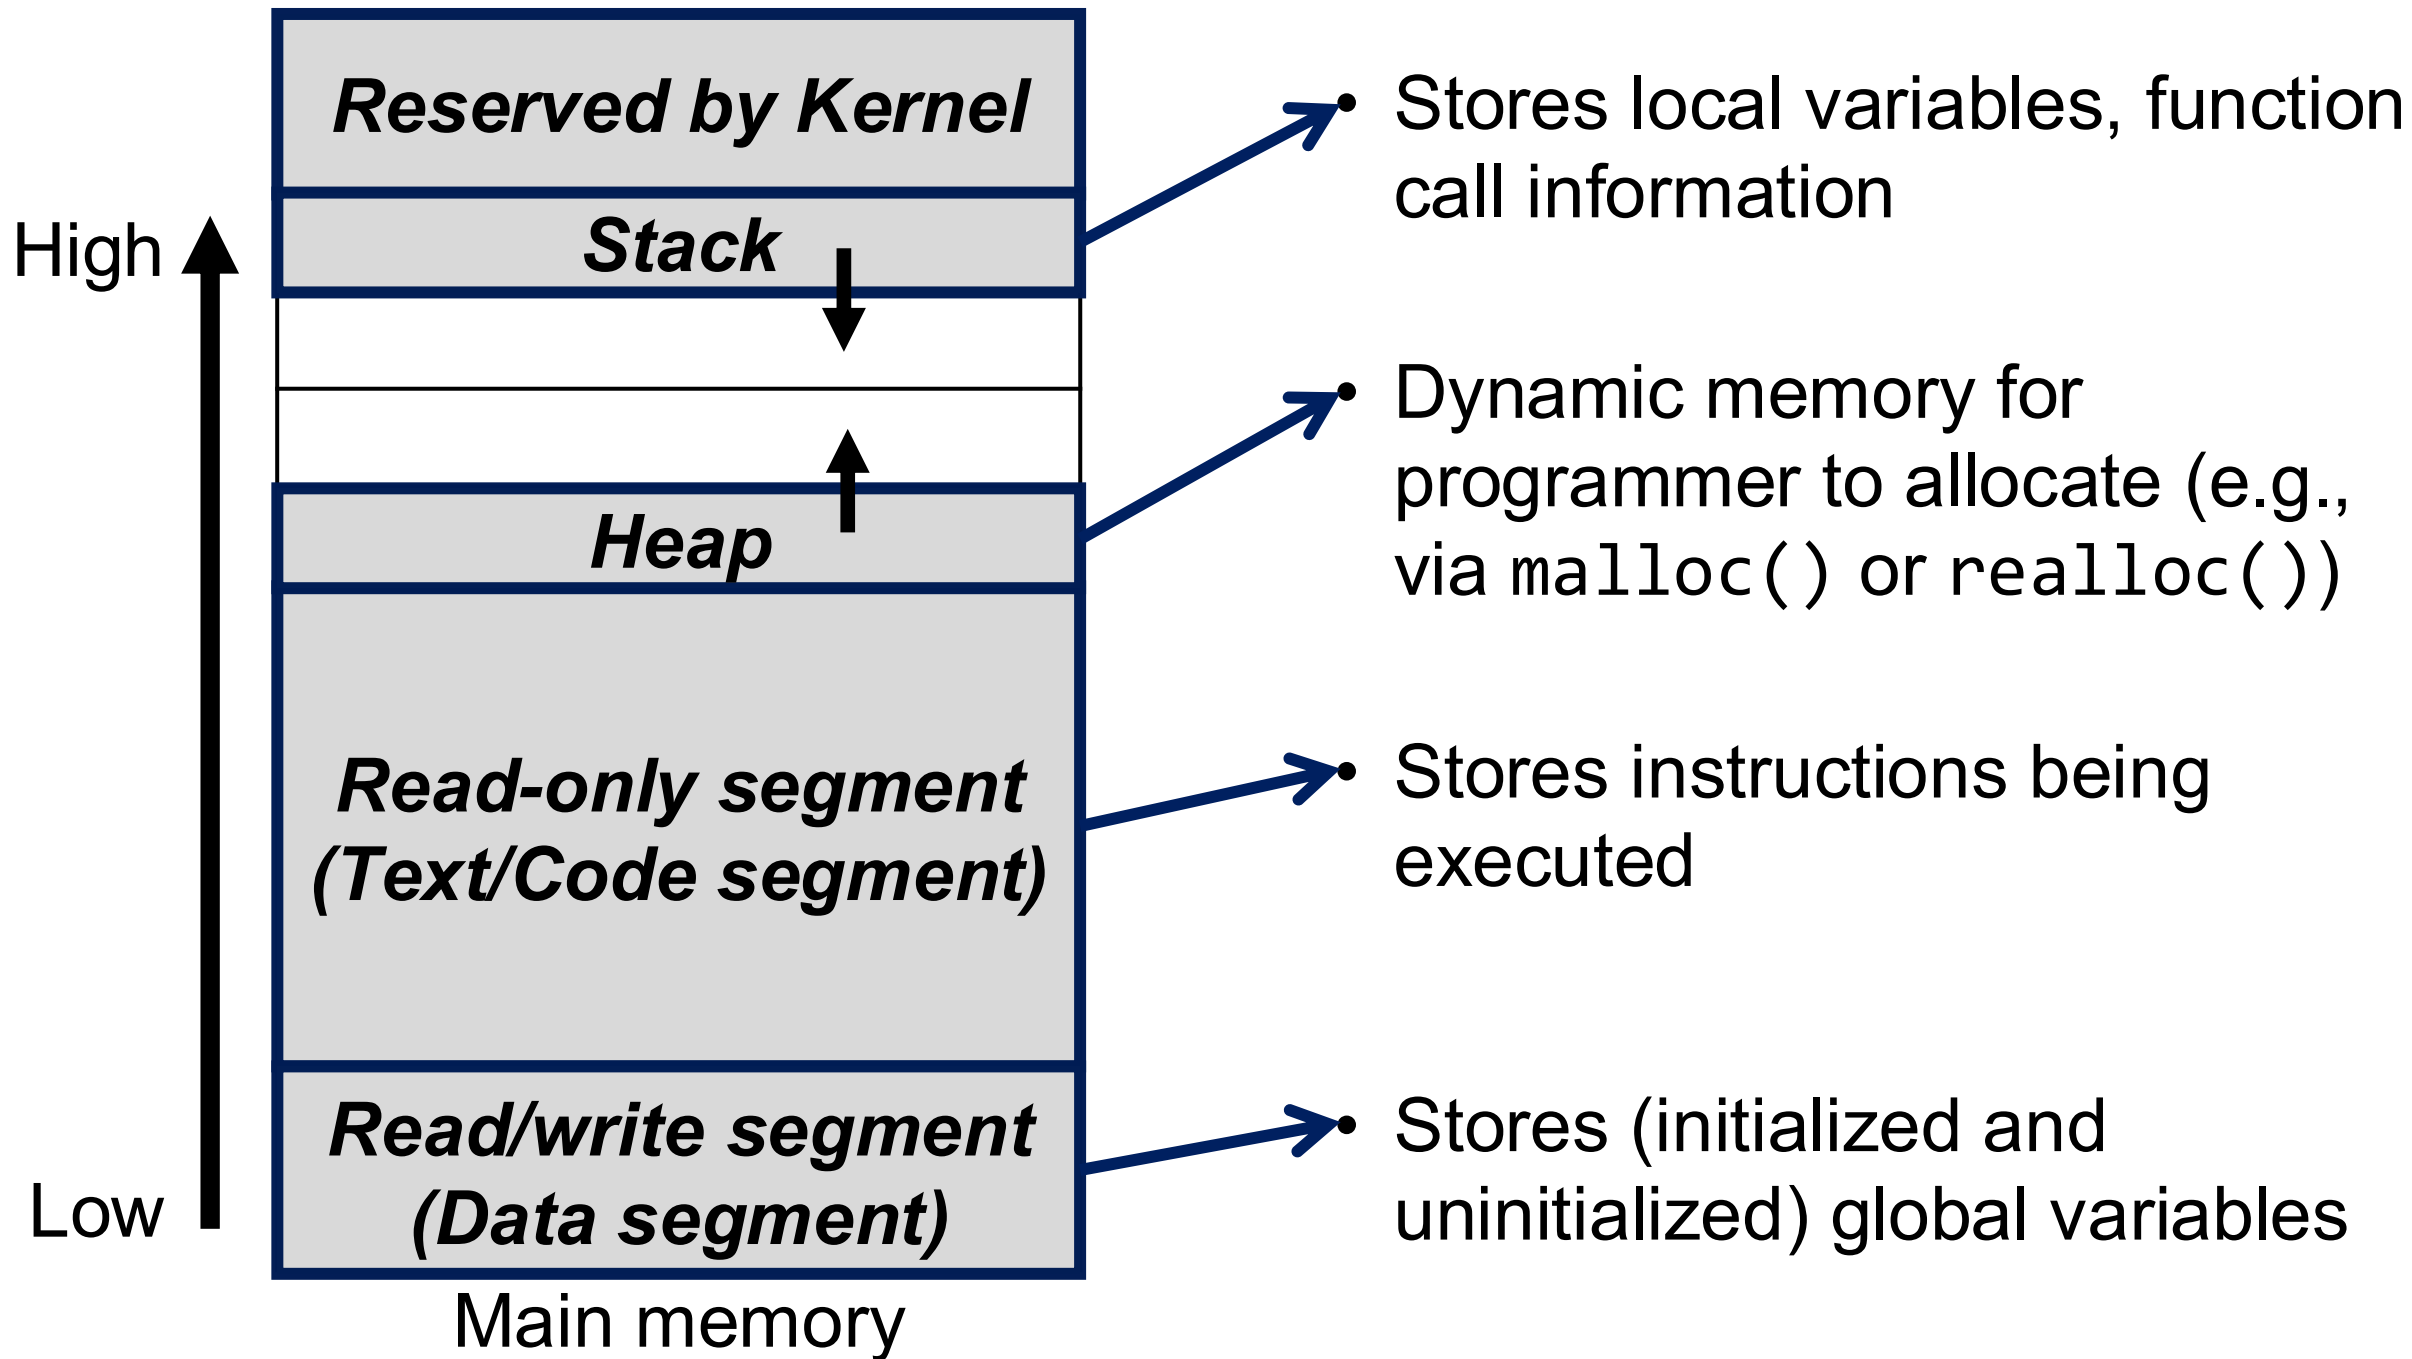 Reserved by Kernel
Stack
High
Heap
Read-only segment
(Text/Code segment)
Read/write segment
(Data segment)
Low
Main memory
• Stores local variables, function
call information
• Dynamic memory for
programmer to allocate (e.g.,
via malloc() or realloc())
• Stores instructions being
executed
• Stores (initialized and
uninitialized) global variables